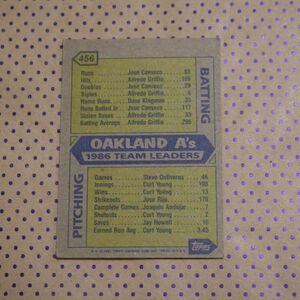 456
BATTING
Runs Jose Canseco 85
Hits Alfredo Griffin
Doubles Jose Canseco 29
Triples Alfredo Griffin 6
Home Runs Dave Kingman 35
Runs Batted In Jose Canseco 117
Stolen Bases Alfredo Griffin 33
Batting Average Alfredo Griffin
OAKLAND A's
1986 TEAM LEADERS
PITCHING
Games Steve Ontiveros 46
Innings Curt Young 198
Wins Curt Young 13
Strikeouts Jose Rijo 176
Complete Games Joaquin Andujar
Shutouts Curt Young 2
Saves Jay Howell 16
Earned Run Avg. Curt Young 3.45
Topps